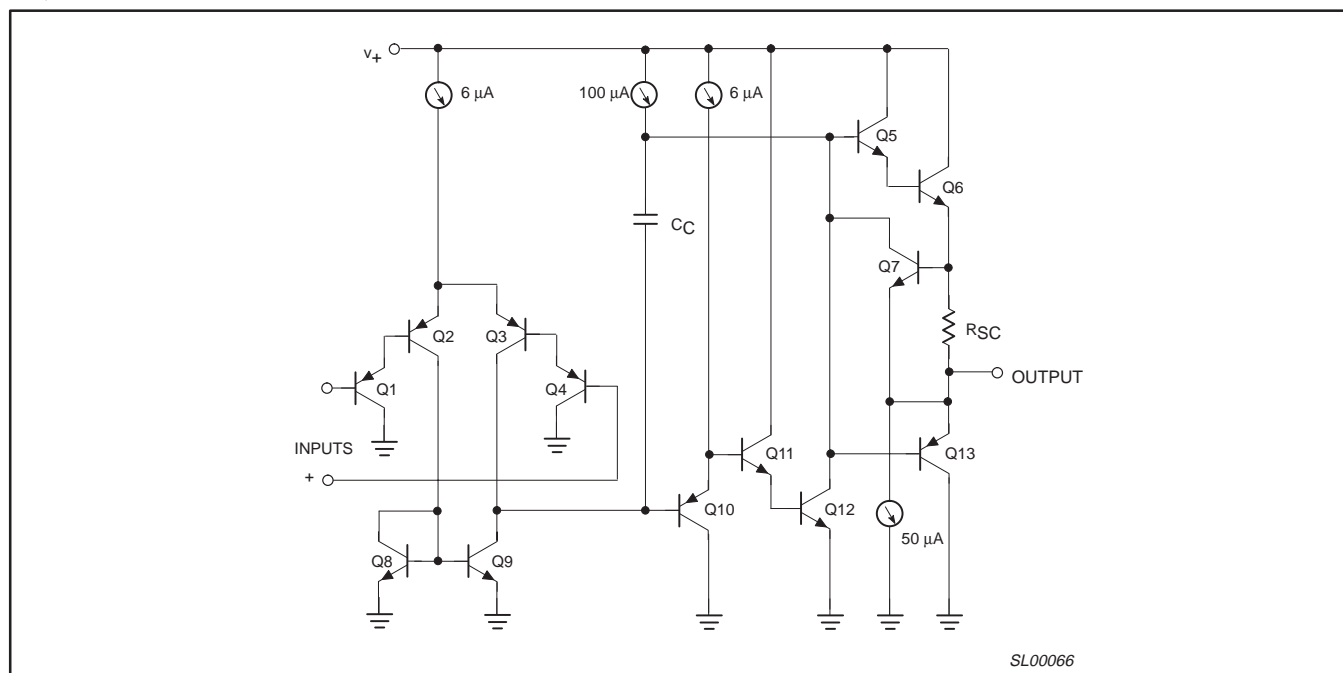 V+
6 μA
100 μA
6 μA
Q5
Q6
CC
Q7
Q2
Q3
RSC
Q1
Q4
OUTPUT
INPUTS
Q11
Q13
+
Q10
Q12
50 μA
Q8
Q9
SL00066